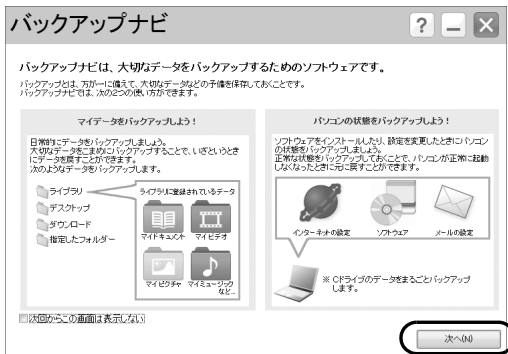 バックアップナビ
?
バックアップナビは、大切なデータをバックアップするためのソフトウェアです。
バックアップとは、万が一に備えて、大切なデータなどの予備を保存しておくことです。
バックアップナビでは、次の2つの使い方ができます。
マイデータをバックアップしよう!
日常的にデータをバックアップしましょう。
大切なデータをこまめにバックアップすることで、いざというとき
にデータを戻すことができます。
次のようなデータをバックアップします。
ライブラリ
デスクトップ
ダウンロード
指定したフォルダー
ライブラリに登録されているデータ
マイドキュメント
マイビデオ
マイピクチャ
マイミュージック
など...
パソコンの状態をバックアップしよう!
ソフトウェアをインストールしたり、設定を変更したときにパソコン
の状態をバックアップしましょう。
正常な状態をバックアップしておくことで、パソコンが正常に起動
しなくなったときに元に戻すことができます。
インターネットの設定
ソフトウェア
メールの設定
※ Cドライブのデータをまるごとバックアップ
します。
次回からこの画面は表示しない
次へ(N)